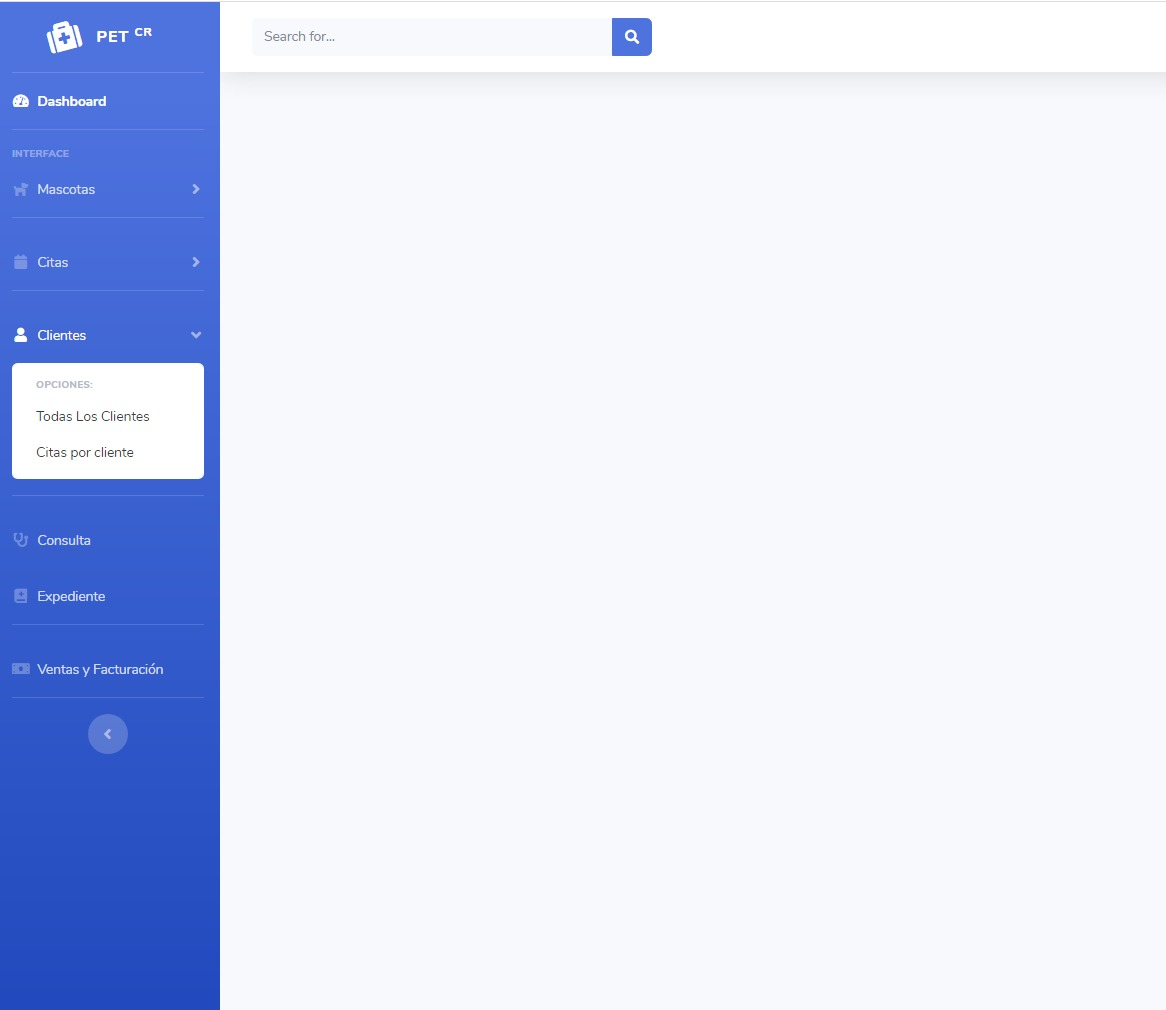 PET CR
Search for...
Dashboard
INTERFACE
Mascotas
Citas
Clientes
OPCIONES:
Todas Los Clientes
Citas por cliente
Consulta
Expediente
Ventas y Facturación